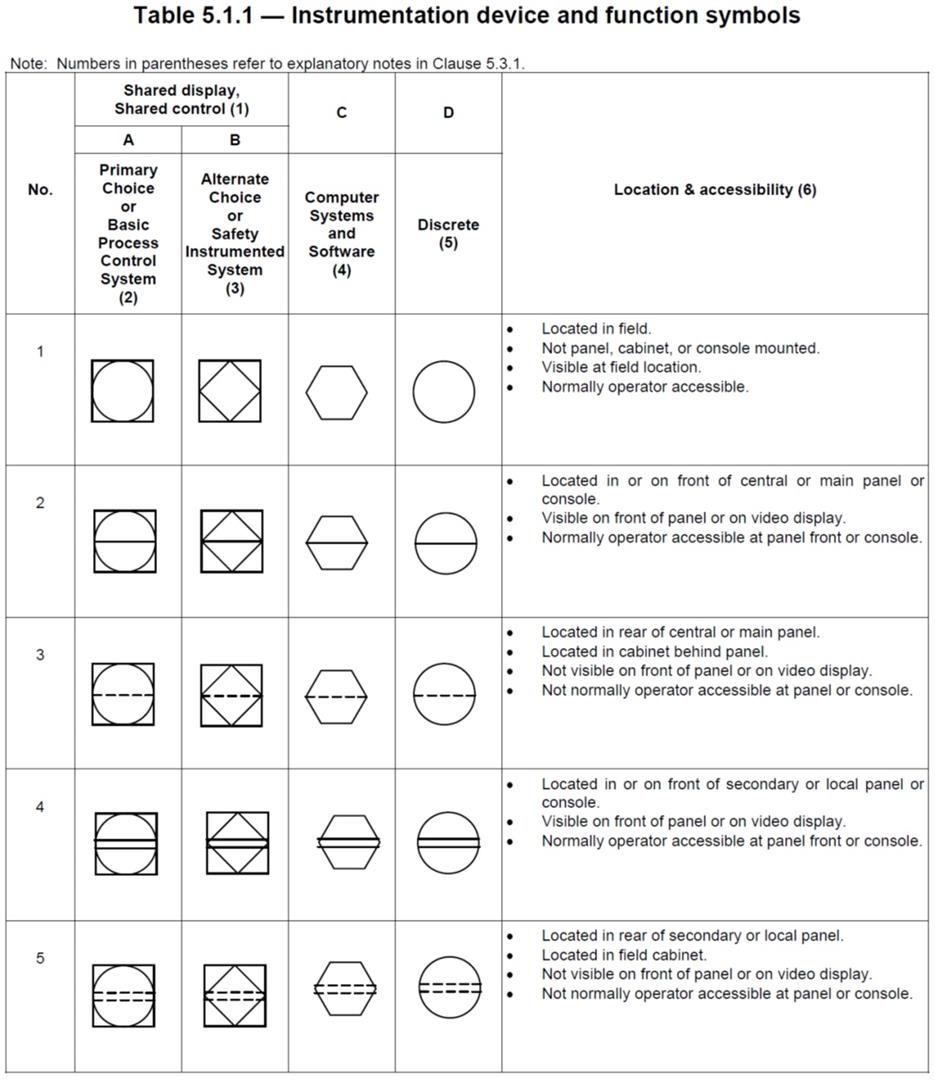 Table 5.1.1 — Instrumentation device and function symbols
Note: Numbers in parentheses refer to explanatory notes in Clause 5.3.1.
No.
Shared display,
Shared control (1)
A
B
C
D
Primary
Choice
or
Basic
Process
Control
System
(2)
Alternate
Choice
or
Safety
Instrumented
System
(3)
Computer
Systems
and
Software
(4)
Discrete
(5)
Location & accessibility (6)
1
• Located in field.
• Not panel, cabinet, or console mounted.
• Visible at field location.
• Normally operator accessible.
2
• Located in or on front of central or main panel or
console.
• Visible on front of panel or on video display.
• Normally operator accessible at panel front or console.
3
• Located in rear of central or main panel.
• Located in cabinet behind panel.
• Not visible on front of panel or on video display.
• Not normally operator accessible at panel or console.
4
• Located in or on front of secondary or local panel or
console.
• Visible on front of panel or on video display.
• Normally operator accessible at panel front or console.
5
• Located in rear of secondary or local panel.
• Located in field cabinet.
• Not visible on front of panel or on video display.
• Not normally operator accessible at panel or console.